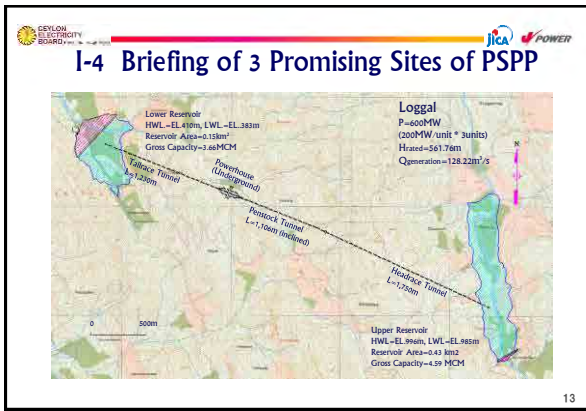 CEYLON
ELECTRICITY
BOARD
jICA
POWER
I-4 Briefing of 3 Promising Sites of PSPP
Lower Reservoir
HWL=EL.410m, LWL=EL.383m
Reservoir Area=0.15km²
Gross Capacity=3.66MCM
Loggal
P=600MW
(200MW/unit * 3units)
Hrated=561.76m
Qgeneration=128.22m³/s
N
Tailrace Tunnel
L=1,230m
Powerhouse
(Underground)
Penstock Tunnel
L=1,106m (inclined)
Headrace Tunnel
L=1,750m
0 500m
Upper Reservoir
HWL=EL.996m, LWL=EL.985m
Reservoir Area=0.43 km2
Gross Capacity=4.59 MCM
13